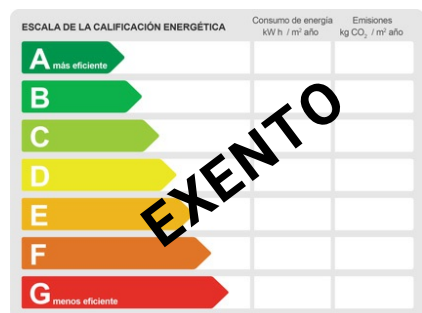 ESCALA DE LA CALIFICACIÓN ENERGÉTICA
Consumo de energía
kW h / m² año
Emisiones
kg CO₂ / m² año
A más eficiente
B
C
D
E
F
G menos eficiente
EXENTO